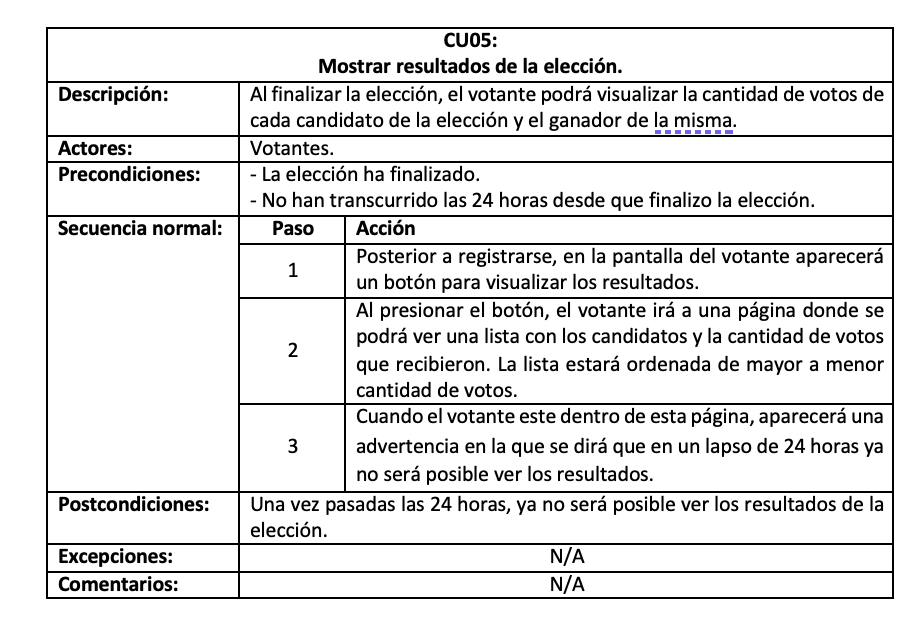 CU05:
Mostrar resultados de la elección.
Descripción:
Al finalizar la elección, el votante podrá visualizar la cantidad de votos de
cada candidato de la elección y el ganador de la misma.
Actores:
Votantes.
Precondiciones:
- La elección ha finalizado.
- No han transcurrido las 24 horas desde que finalizo la elección.
Secuencia normal:
Paso
Acción
1
Posterior a registrarse, en la pantalla del votante aparecerá
un botón para visualizar los resultados.
2
Al presionar el botón, el votante irá a una página donde se
podrá ver una lista con los candidatos y la cantidad de votos
que recibieron. La lista estará ordenada de mayor a menor
cantidad de votos.
3
Cuando el votante este dentro de esta página, aparecerá una
advertencia en la que se dirá que en un lapso de 24 horas ya
no será posible ver los resultados.
Postcondiciones:
Una vez pasadas las 24 horas, ya no será posible ver los resultados de la
elección.
Excepciones:
N/A
Comentarios:
N/A